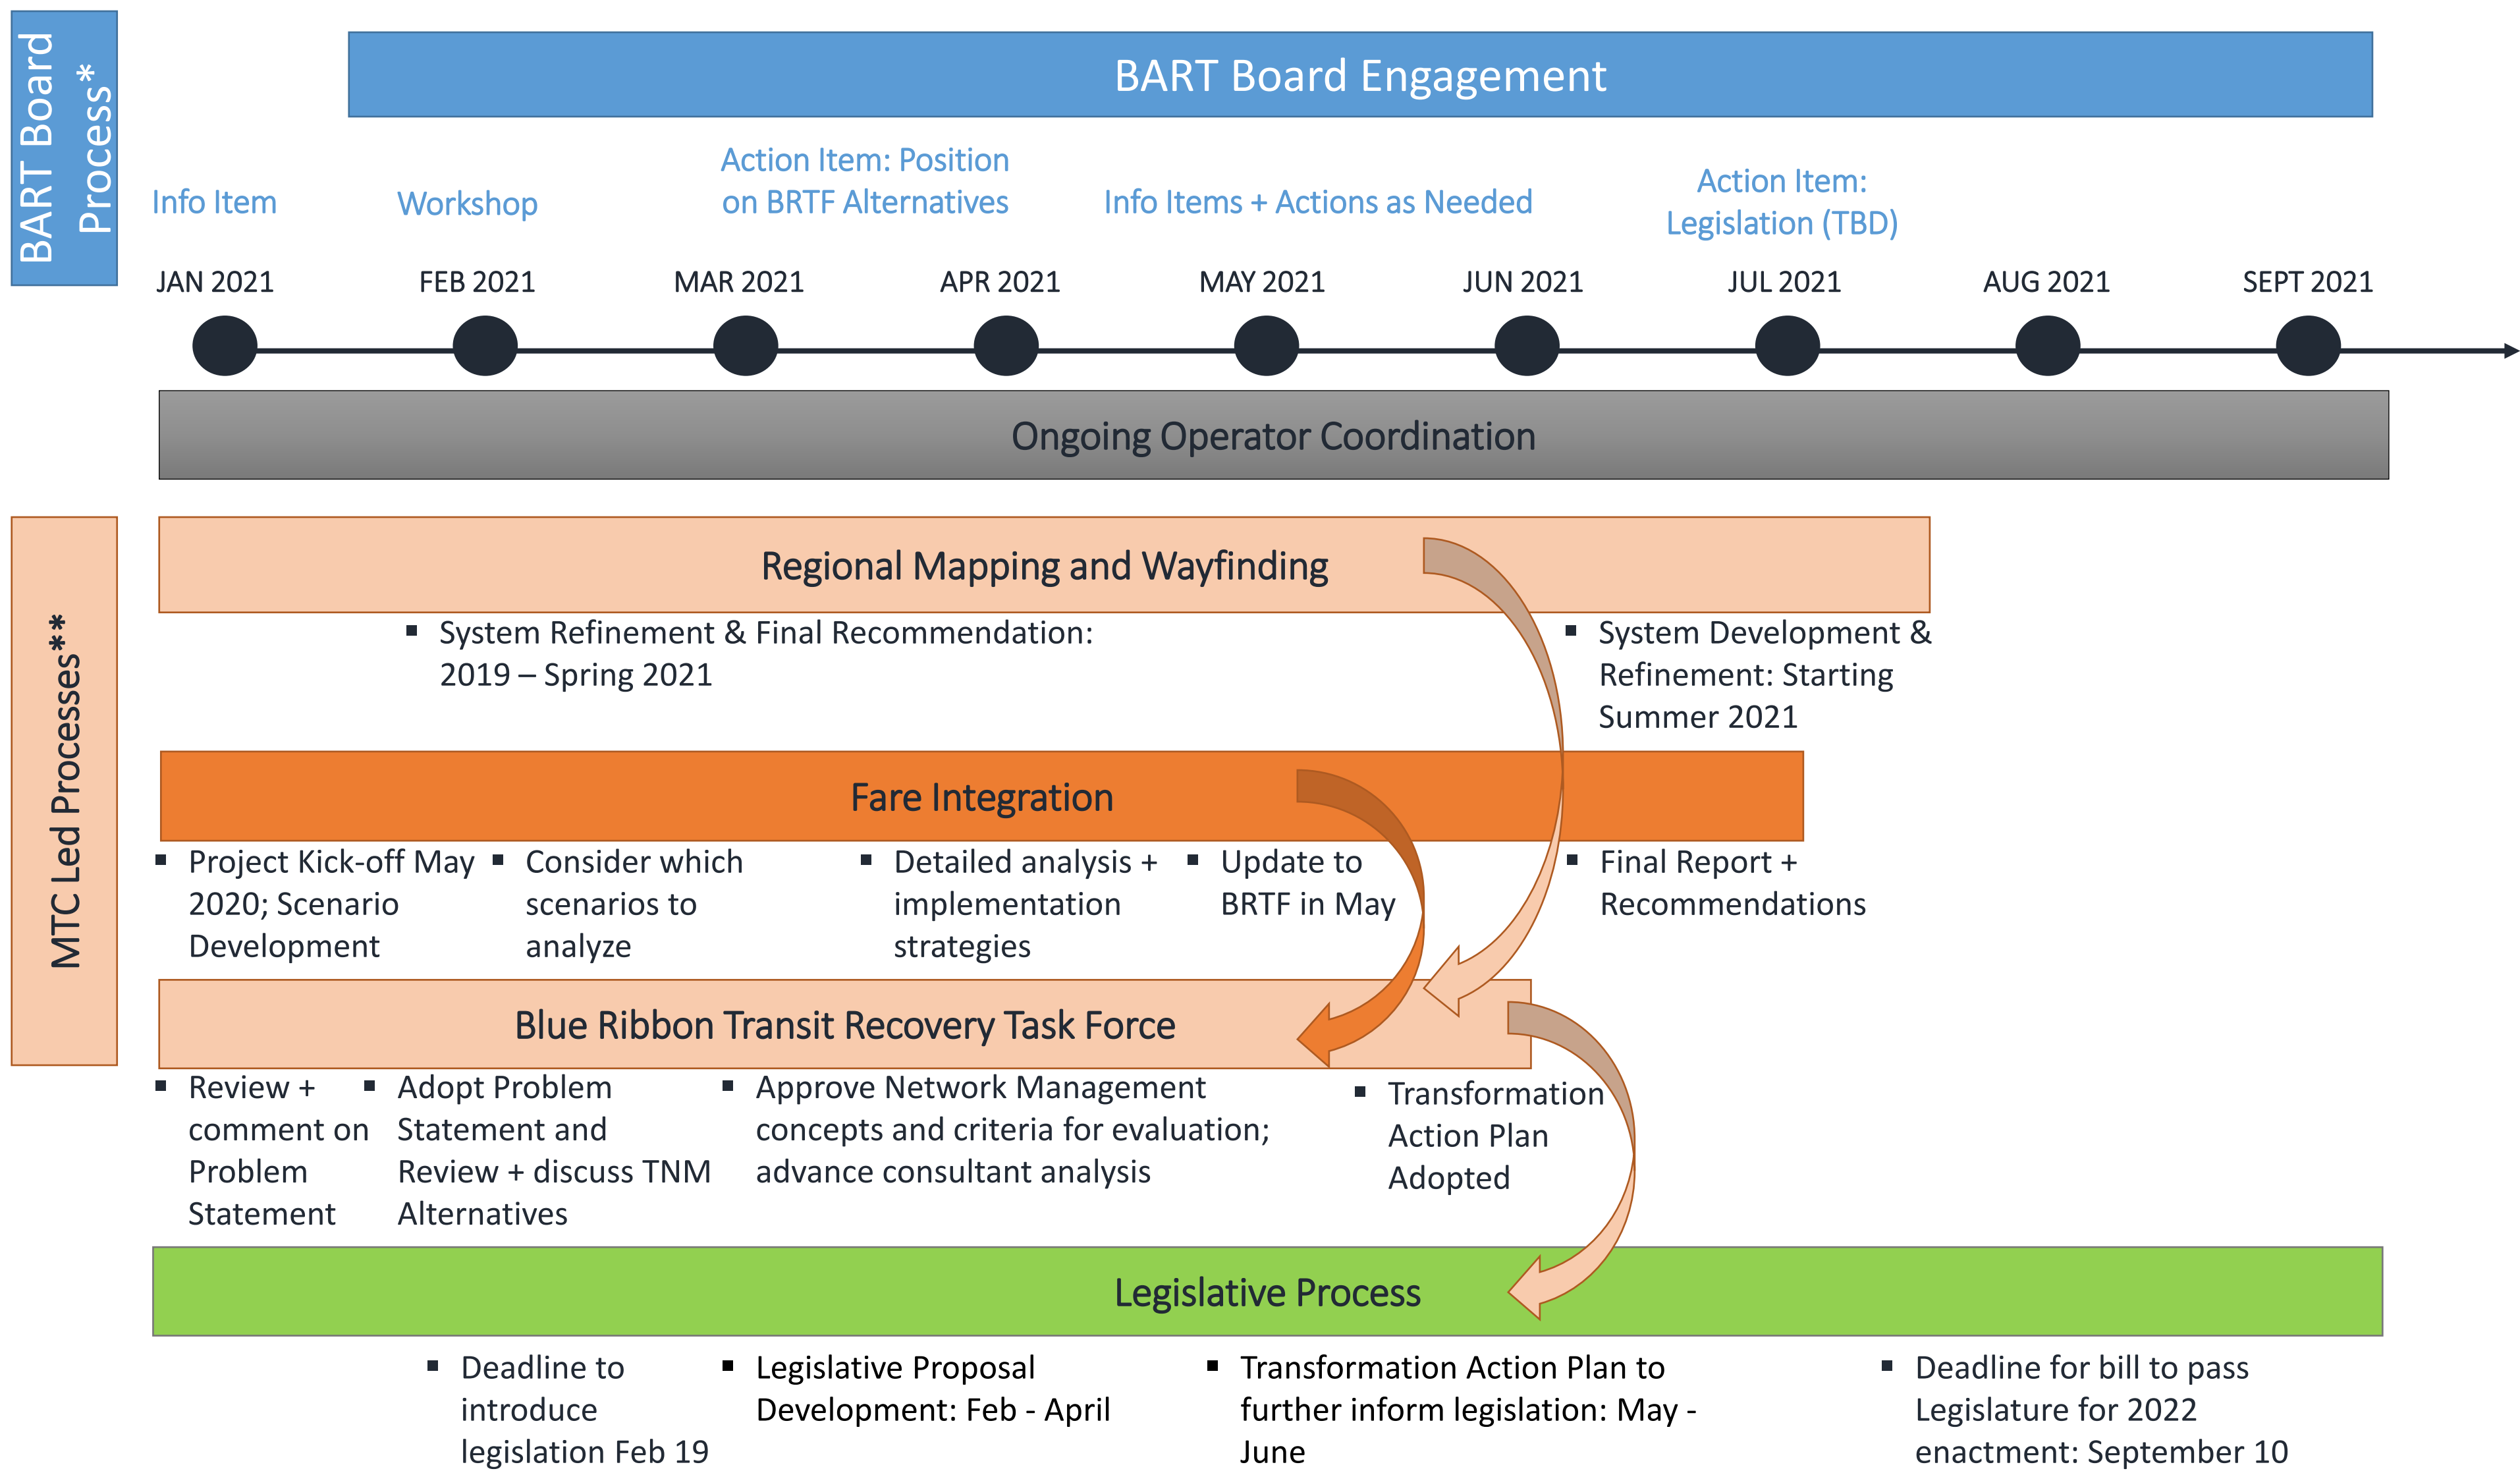 BART Board
Process*
BART Board Engagement
Info Item
Workshop
Action Item: Position
on BRTF Alternatives
Info Items + Actions as Needed
Action Item:
Legislation (TBD)
JAN 2021
FEB 2021
MAR 2021
APR 2021
MAY 2021
JUN 2021
JUL 2021
AUG 2021
SEPT 2021
Ongoing Operator Coordination
MTC Led Processes**
Regional Mapping and Wayfinding
▪ System Refinement & Final Recommendation:
2019 – Spring 2021
▪ System Development &
Refinement: Starting
Summer 2021
Fare Integration
▪ Project Kick-off May
2020; Scenario
Development
▪ Consider which
scenarios to
analyze
▪ Detailed analysis +
implementation
strategies
▪ Update to
BRTF in May
▪ Final Report +
Recommendations
Blue Ribbon Transit Recovery Task Force
▪ Review +
comment on
Problem
Statement
▪ Adopt Problem
Statement and
Review + discuss TNM
Alternatives
▪ Approve Network Management
concepts and criteria for evaluation;
advance consultant analysis
▪ Transformation
Action Plan
Adopted
Legislative Process
▪ Deadline to
introduce
legislation Feb 19
▪ Legislative Proposal
Development: Feb - April
▪ Transformation Action Plan to
further inform legislation: May -
June
▪ Deadline for bill to pass
Legislature for 2022
enactment: September 10